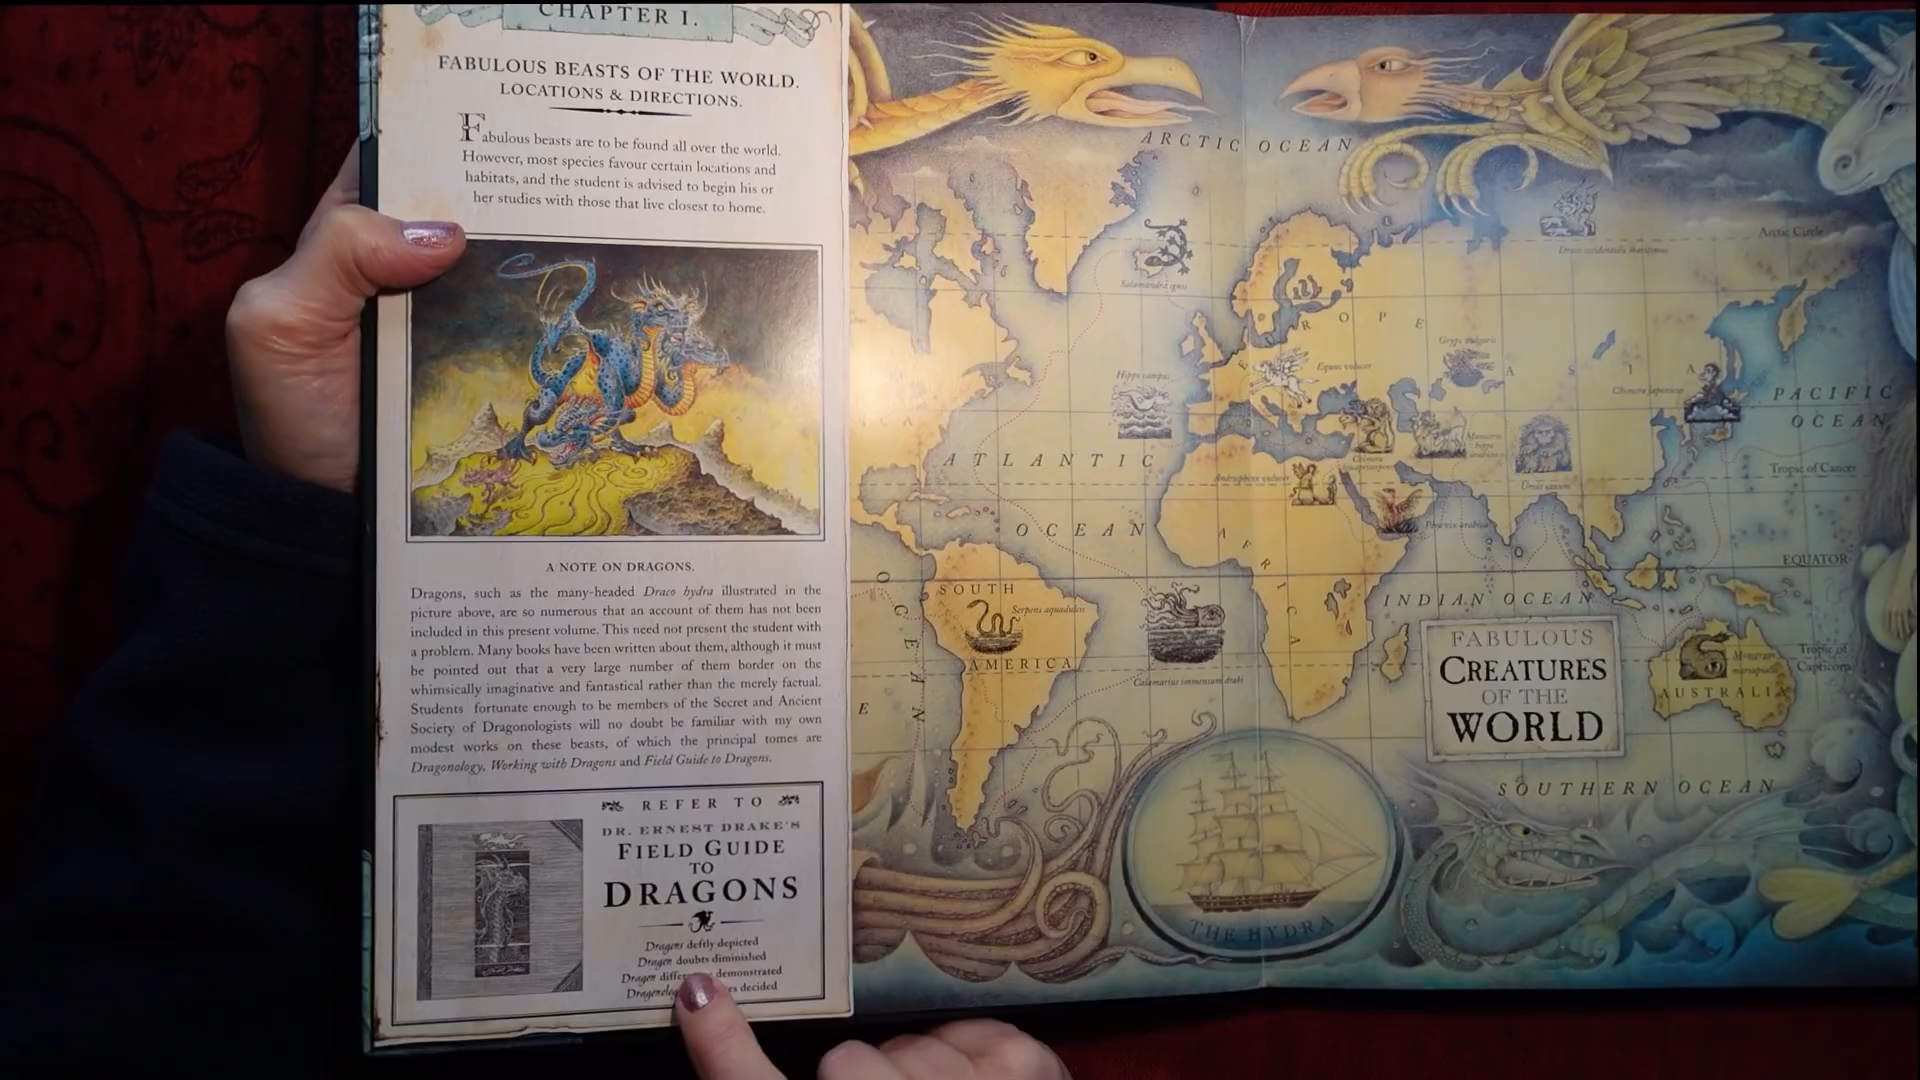 CHAPTER I.
FABULOUS BEASTS OF THE WORLD.
LOCATIONS & DIRECTIONS.
Fabulous beasts are to be found all over the world.
However, most species favour certain locations and
habitats, and the student is advised to begin his or
her studies with those that live closest to home.
A NOTE ON DRAGONS.
Dragons, such as the many-headed Draco hydra illustrated in the
picture above, are so numerous that an account of them has not been
included in this present volume. This need not present the student with
a problem. Many books have been written about them, although it must
be pointed out that a very large number of them border on the
whimsically imaginative and fantastical rather than the merely factual.
Students fortunate enough to be members of the Secret and Ancient
Society of Dragonologists will no doubt be familiar with my own
modest works on these beasts, of which the principal tomes are
Dragonology, Working with Dragons and Field Guide to Dragons.
REFER TO
DR. ERNEST DRAKE'S
FIELD GUIDE
TO
DRAGONS
Dragons deftly depicted
Dragon doubts diminished
Dragon demonstrated
decided
ARCTIC OCEAN
Arctic Circle
Draco occidentalis maritimus
Salamandra ignis
EUROPE
Gryps vulgaris
Equus volucer
ASIA
Chimera japonicus
Hippocampus
PACIFIC
OCEAN
ATLANTIC
OCEAN
Tropic of Cancer
Phoenix arabia
AFRICA
EQUATOR
INDIAN OCEAN
OCEAN
SOUTH
AMERICA
Serpens aquadulcis
FABULOUS
CREATURES
OF THE
WORLD
Tropic of
Capricorn
AUSTRALIA
SOUTHERN OCEAN
THE HYDRA